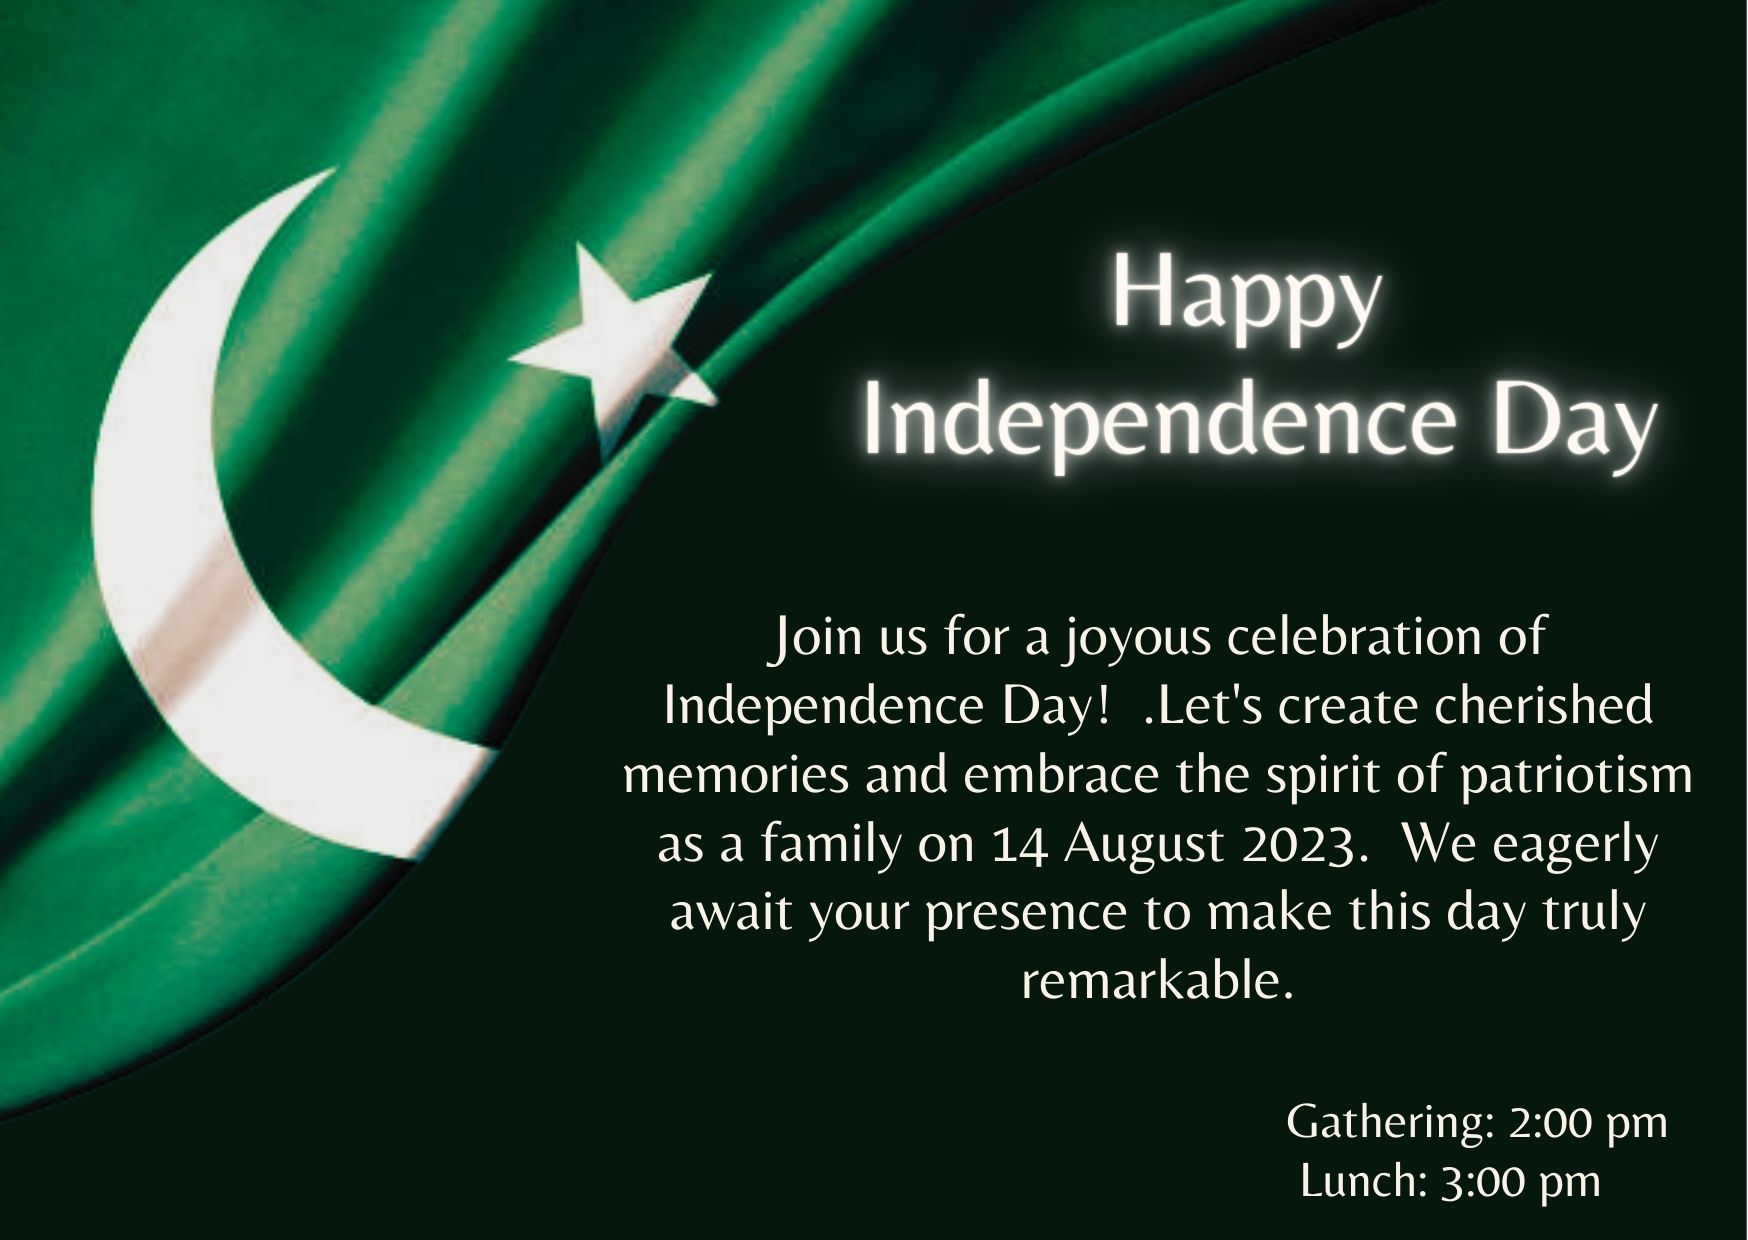 Happy
Independence Day
Join us for a joyous celebration of
Independence Day!  .Let's create cherished
memories and embrace the spirit of patriotism
as a family on 14 August 2023.  We eagerly
await your presence to make this day truly
remarkable.
Gathering: 2:00 pm
Lunch: 3:00 pm